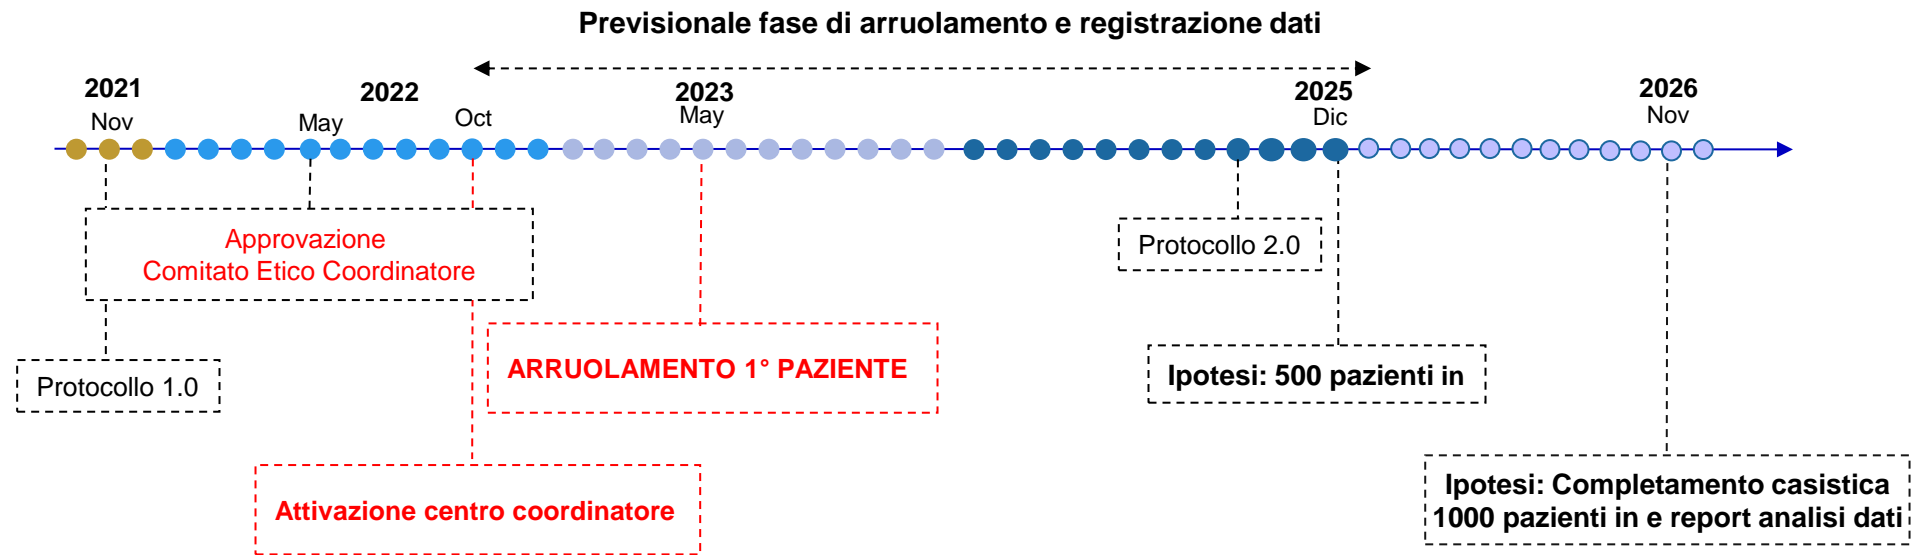 Previsionale fase di arruolamento e registrazione dati
2021
2022
2023
2025
2026
Nov
May
Oct
May
Dic
Nov
Approvazione
Comitato Etico Coordinatore
Protocollo 2.0
Protocollo 1.0
ARRUOLAMENTO 1° PAZIENTE
Ipotesi: 500 pazienti in
Attivazione centro coordinatore
Ipotesi: Completamento casistica
1000 pazienti in e report analisi dati